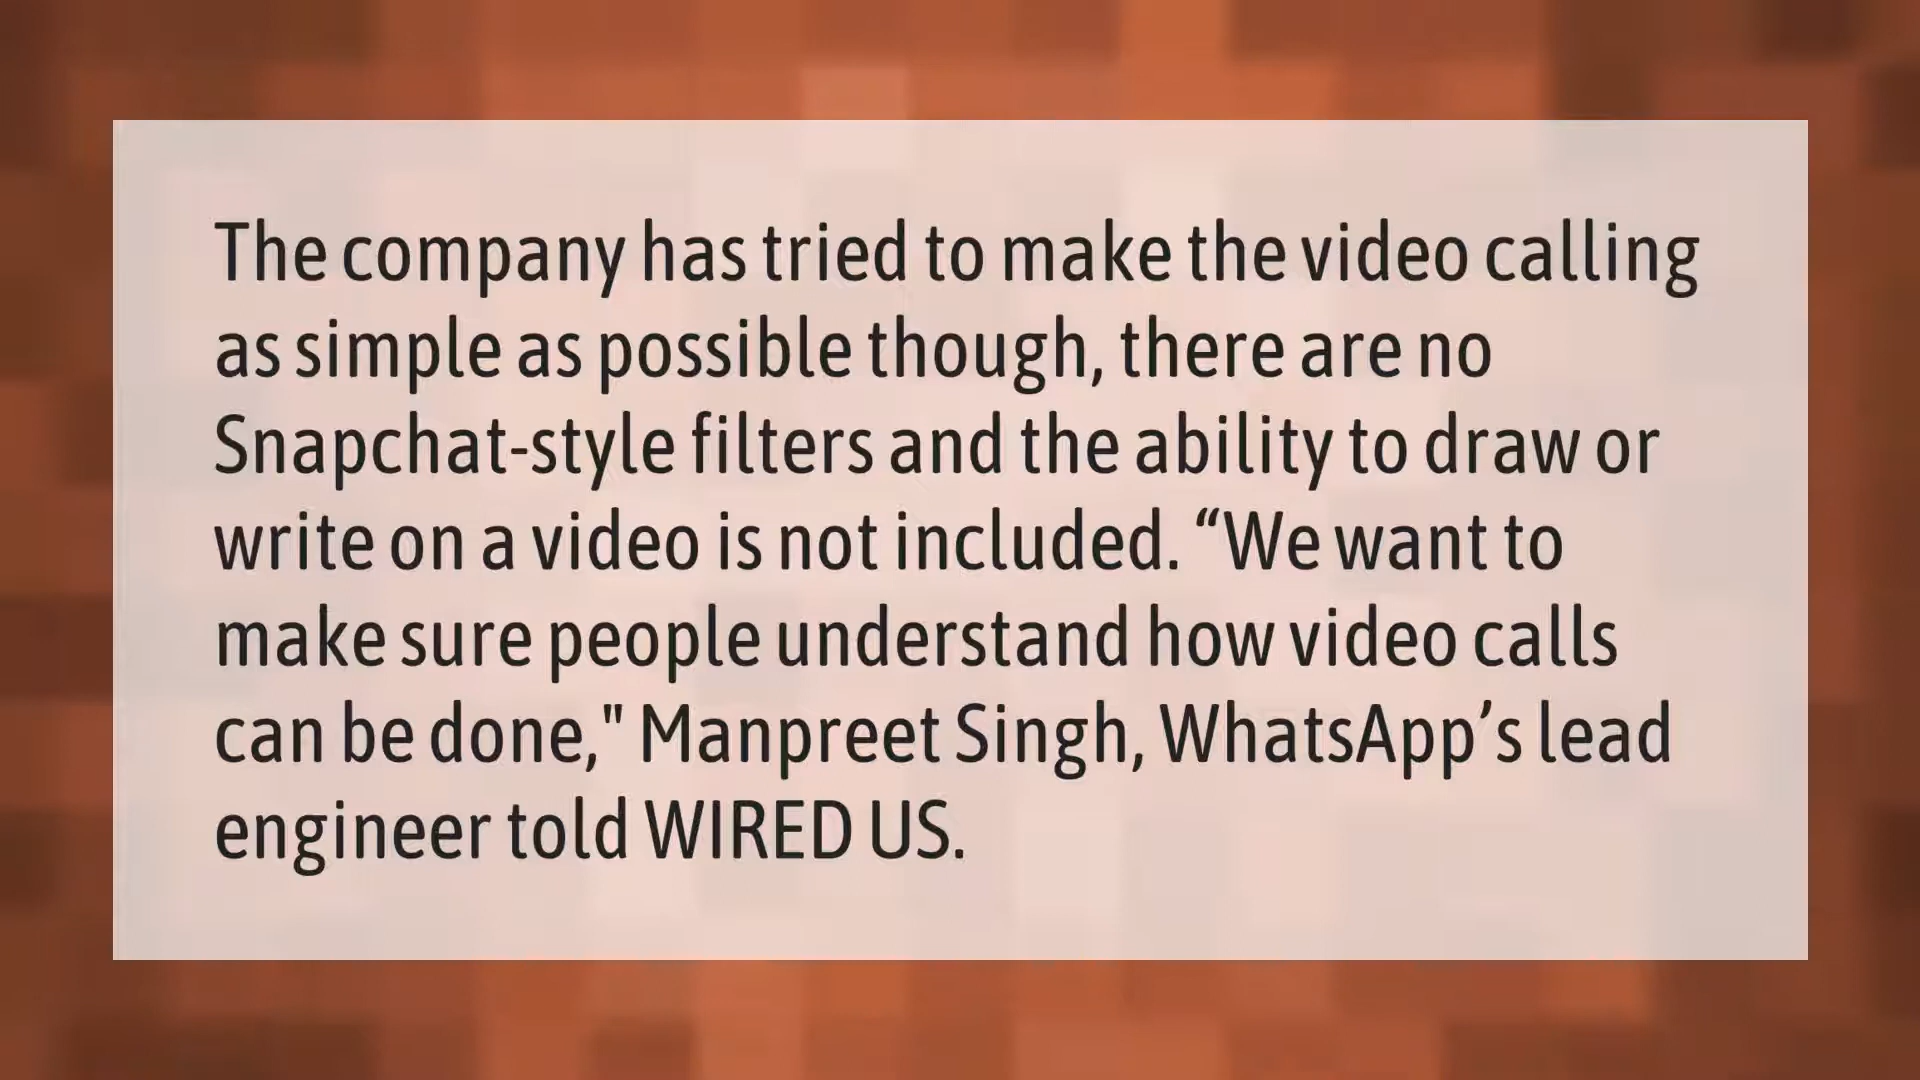 The company has tried to make the video calling
as simple as possible though, there are no
Snapchat-style filters and the ability to draw or
write on a video is not included. “We want to
make sure people understand how video calls
can be done," Manpreet Singh, WhatsApp’s lead
engineer told WIRED US.